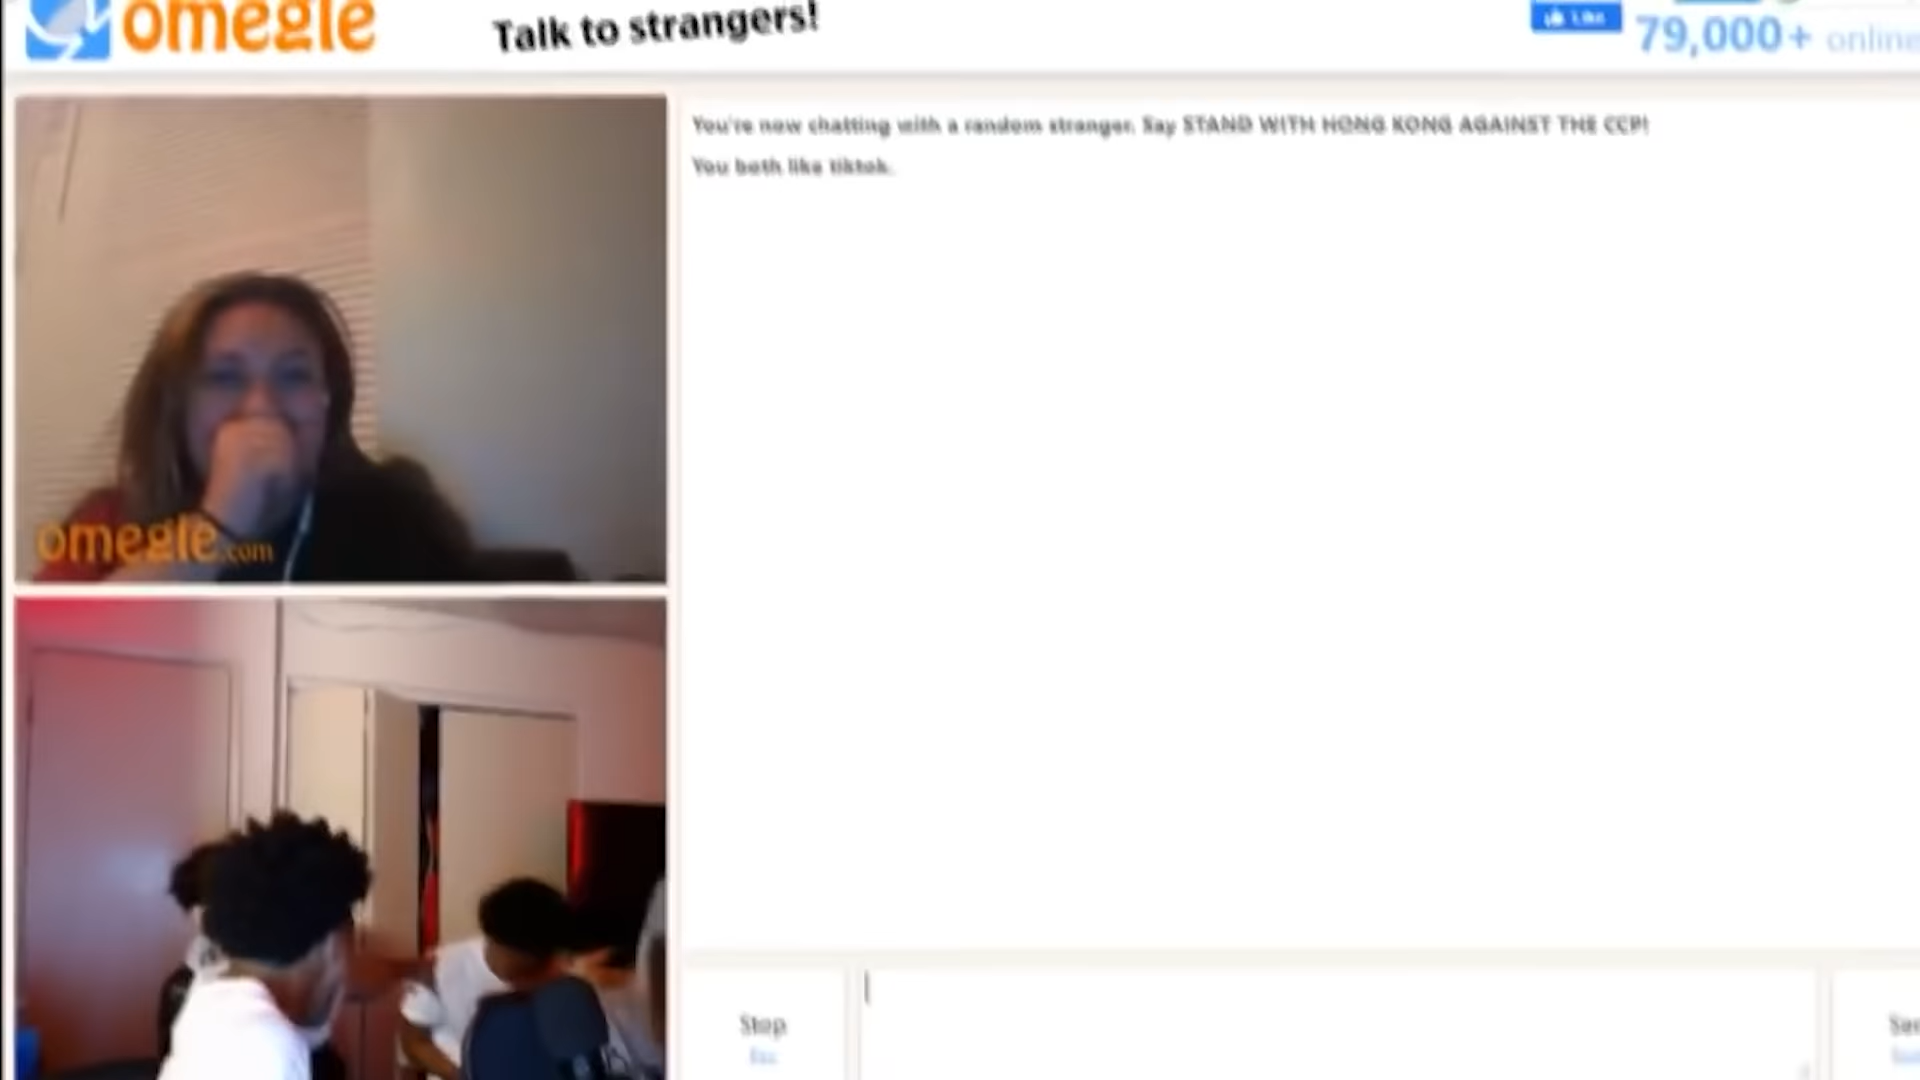 omegle
Talk to strangers!
Like
79,000+ online
You're now chatting with a random stranger. Say STAND WITH HONG KONG AGAINST THE CCP!
You both like tiktok.
omegle.com
Stop
Esc